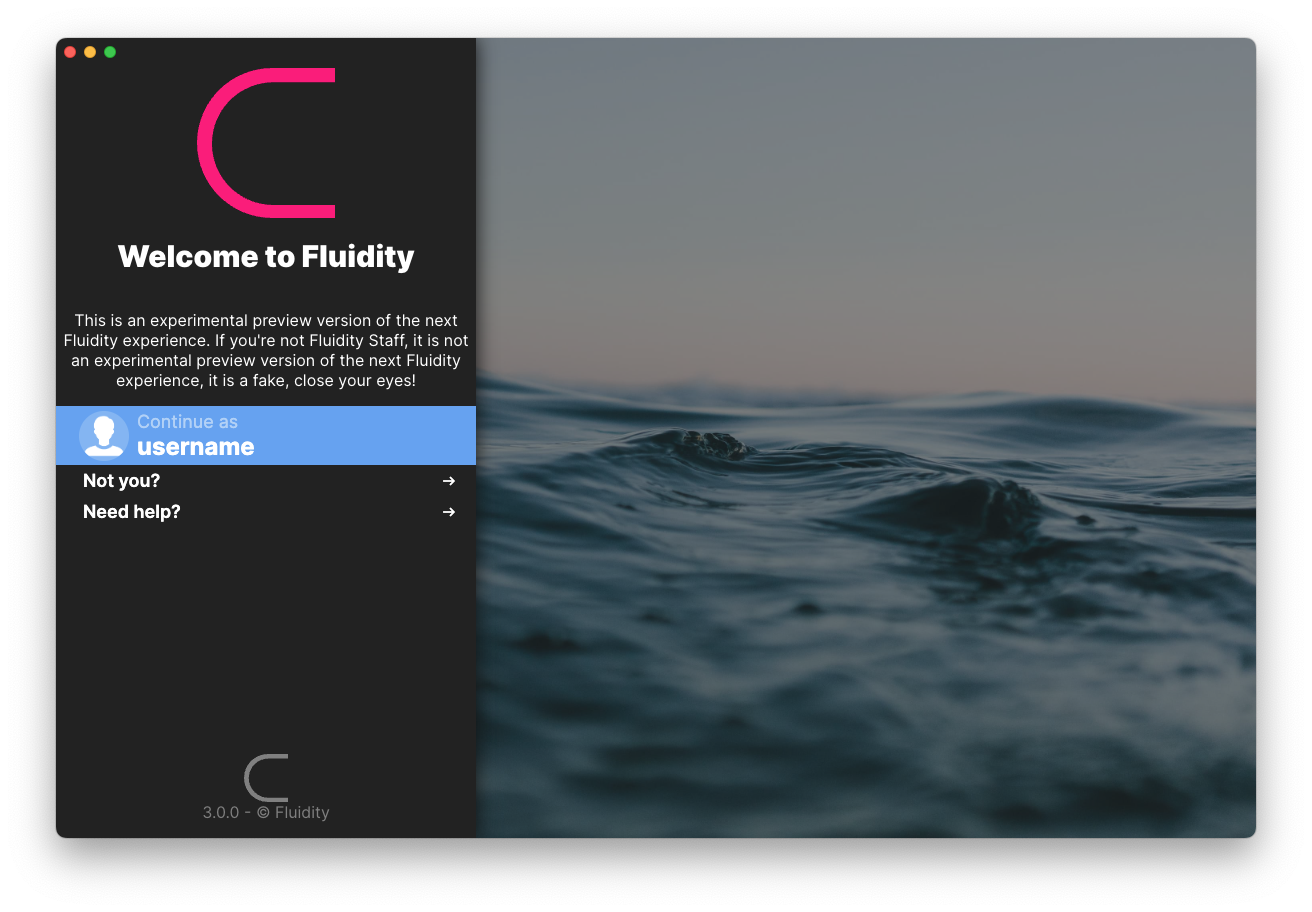 Welcome to Fluidity
This is an experimental preview version of the next
Fluidity experience. If you're not Fluidity Staff, it is not
an experimental preview version of the next Fluidity
experience, it is a fake, close your eyes!
Continue as
username
Not you? →
Need help? →
3.0.0 - © Fluidity